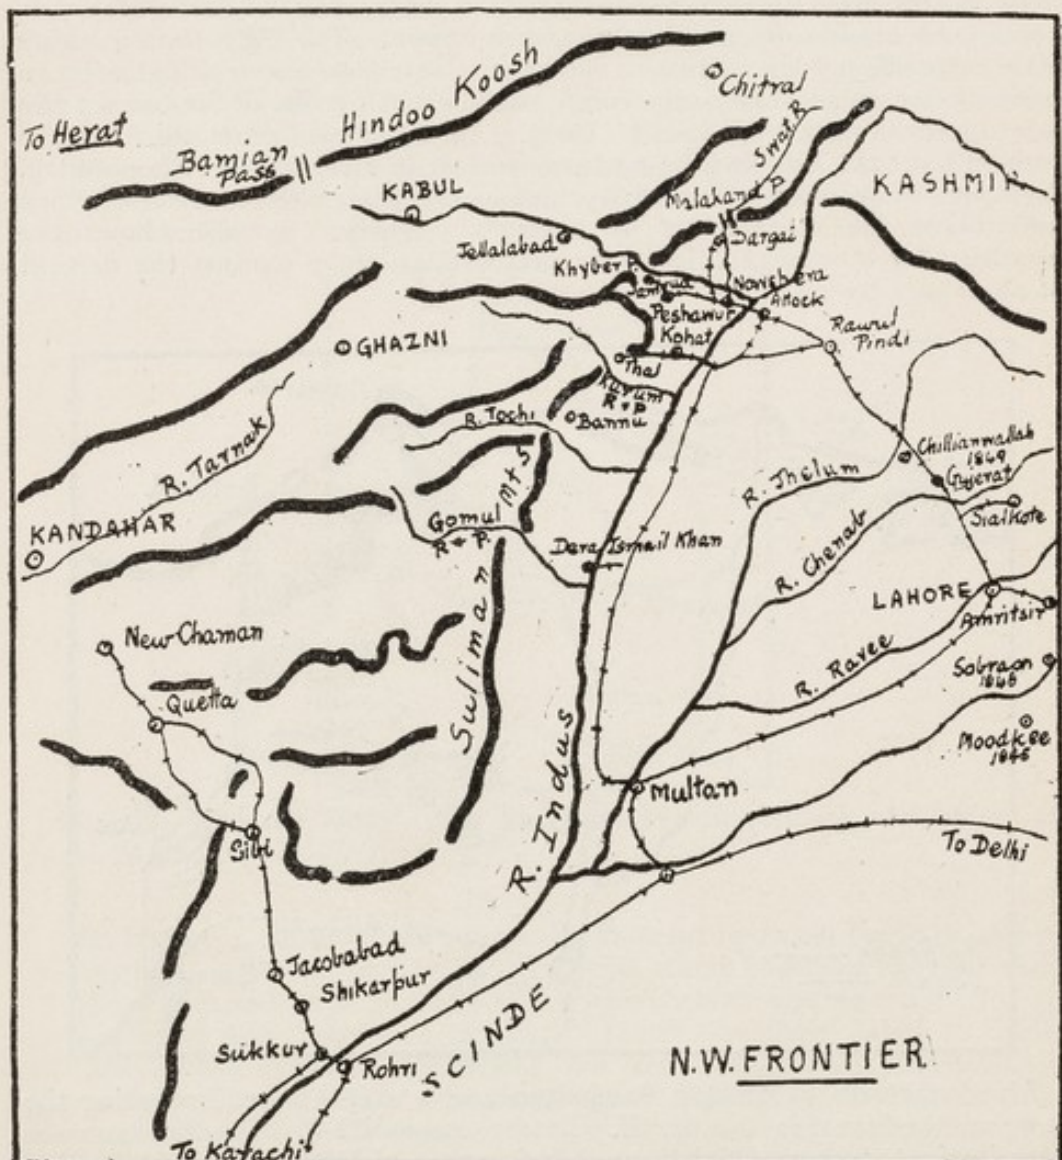 Hindoo Koosh
Chitral
To Herat
Bamian
Pass
Swat R
KABUL
Malakand P.
KASHMIR
Jellalabad
Dargai
Khyber P.
Jamrud
Nowshera
Peshawur
Attock
Kohat
Rawul
Pindi
GHAZNI
Thal
Kurum
R & P
R. Tochi
Bannu
R. Tarnak
Chillianwallah
1849
Gujerat
R. Jhelum
Mts
Sialkote
KANDAHAR
Gomul
R & P.
Dera Ismail Khan
R. Chenab
LAHORE
Amritsir
New Chaman
Suliman
R. Ravee
Sobraon
1846
Quetta
R. Indus
Moodkee
1845
Multan
Sibi
To Delhi
Jacobabad
Shikarpur
SCINDE
Sukkur
Rohri
N.W. FRONTIER
To Karachi